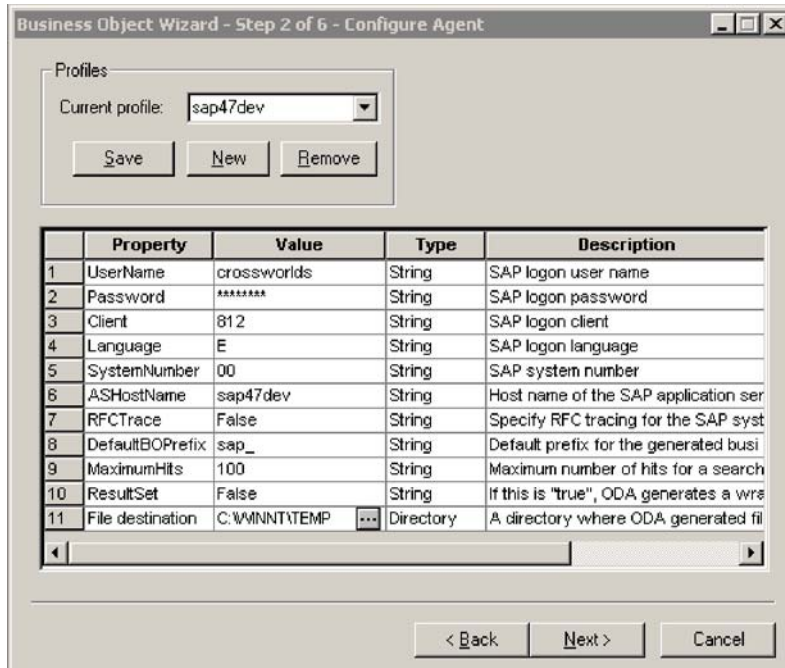 Business Object Wizard - Step 2 of 6 - Configure Agent
Profiles
Current profile: sap47dev
Save New Remove
Property Value Type Description
1 UserName crossworlds String SAP logon user name
2 Password ******** String SAP logon password
3 Client 812 String SAP logon client
4 Language E String SAP logon language
5 SystemNumber 00 String SAP system number
6 ASHostName sap47dev String Host name of the SAP application ser
7 RFCTrace False String Specify RFC tracing for the SAP syst
8 DefaultBOPrefix sap_ String Default prefix for the generated busi
9 MaximumHits 100 String Maximum number of hits for a search
10 ResultSet False String If this is "true", ODA generates a wra
11 File destination C:\WINNT\TEMP ... Directory A directory where ODA generated fil
< Back Next > Cancel